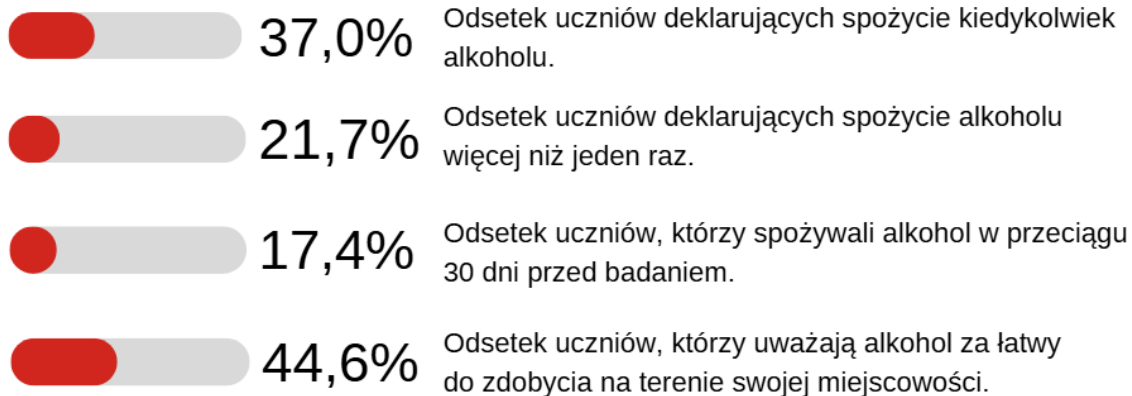 37,0%
Odsetek uczniów deklarujących spożycie kiedykolwiek
alkoholu.
21,7%
Odsetek uczniów deklarujących spożycie alkoholu
więcej niż jeden raz.
17,4%
Odsetek uczniów, którzy spożywali alkohol w przeciągu
30 dni przed badaniem.
44,6%
Odsetek uczniów, którzy uważają alkohol za łatwy
do zdobycia na terenie swojej miejscowości.